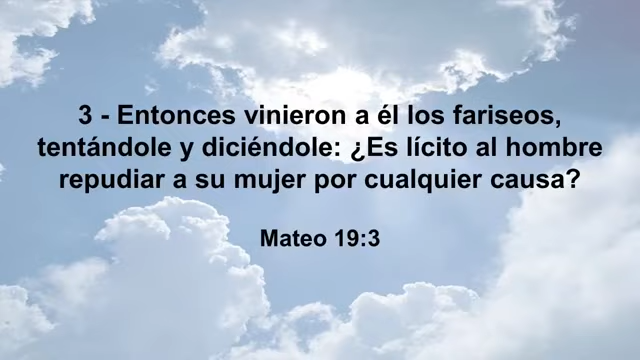 3 - Entonces vinieron a él los fariseos,
tentándole y diciéndole: ¿Es lícito al hombre
repudiar a su mujer por cualquier causa?
Mateo 19:3